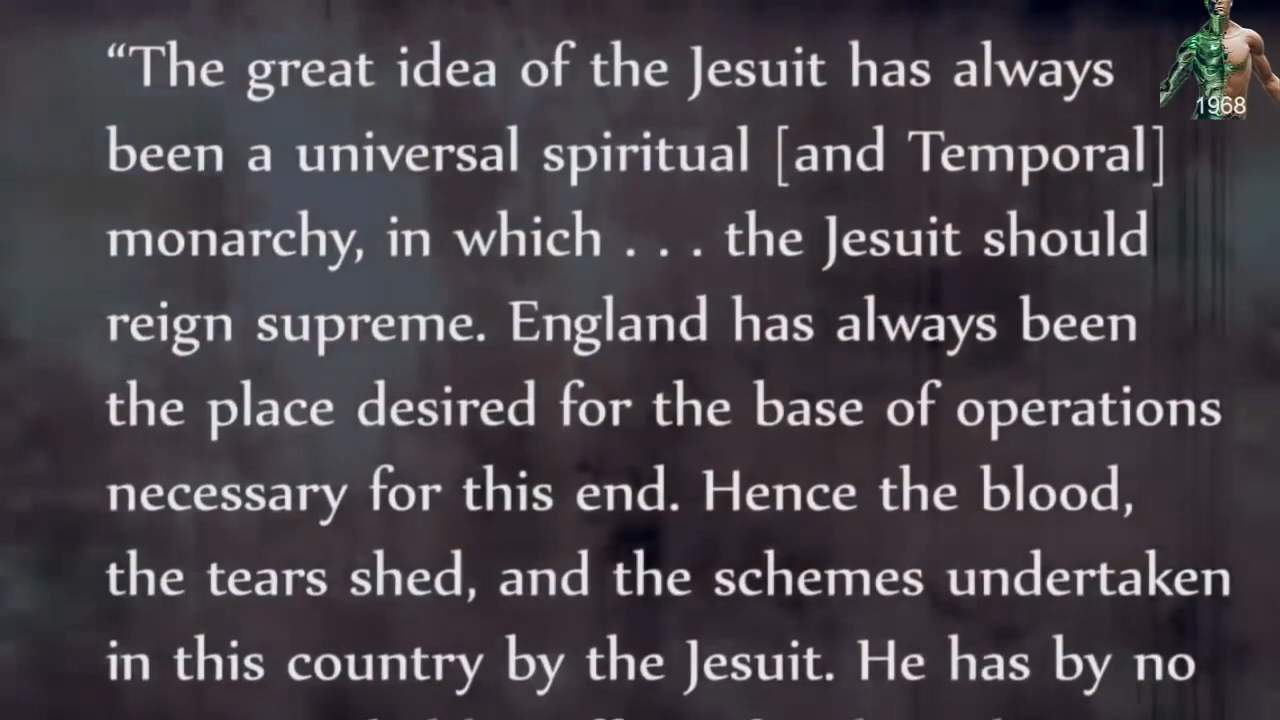 “The great idea of the Jesuit has always
been a universal spiritual [and Temporal]
monarchy, in which . . . the Jesuit should
reign supreme. England has always been
the place desired for the base of operations
necessary for this end. Hence the blood,
the tears shed, and the schemes undertaken
in this country by the Jesuit. He has by no
1968